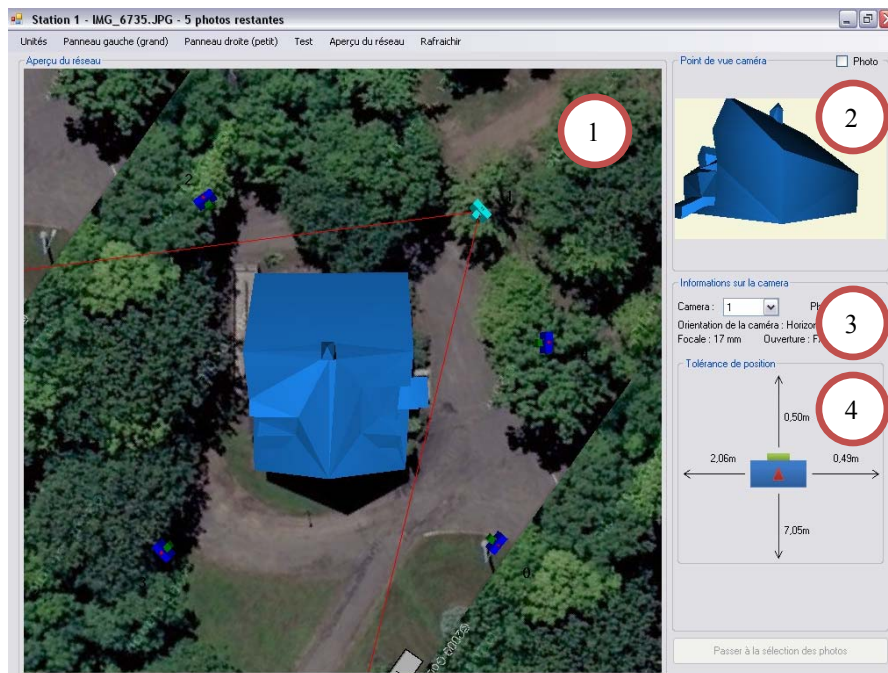 Station 1 - IMG_6735.JPG - 5 photos restantes
Unités Panneau gauche (grand) Panneau droite (petit) Test Aperçu du réseau Rafraichir
Aperçu du réseau
1
2
1
0
Point de vue caméra
Photo
2
Informations sur la camera
Camera : 1
Orientation de la caméra :
Focale : 17 mm Ouverture :
3
Tolérance de position
4
0,50m
2,06m 0,49m
7,05m
Passer à la sélection des photos